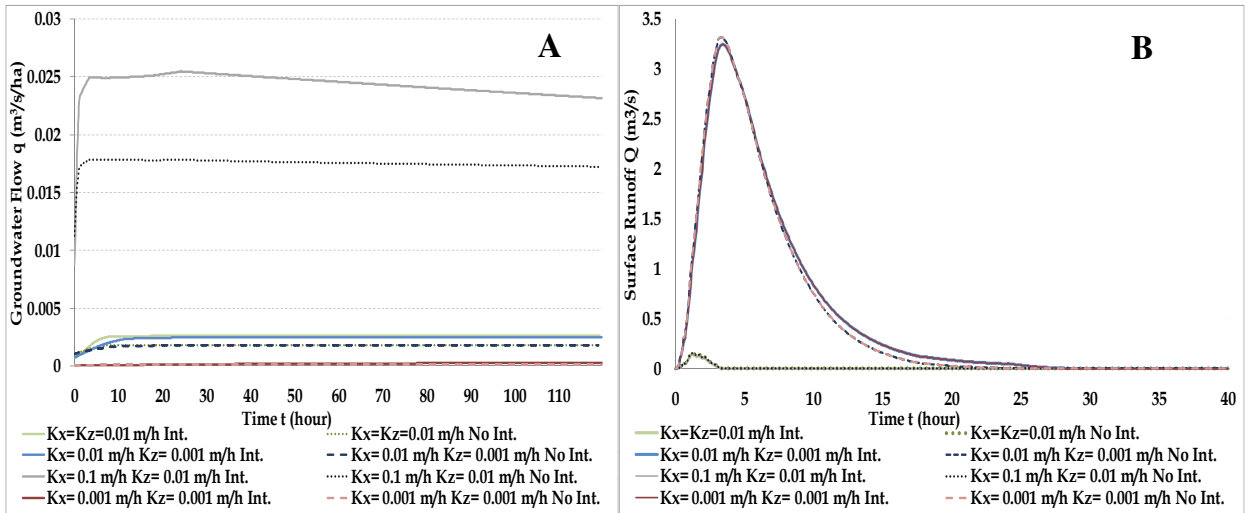 A
Groundwater Flow q (m³/s/ha)
0.03
0.025
0.02
0.015
0.01
0.005
0
0 10 20 30 40 50 60 70 80 90 100 110
Time t (hour)
Kx=Kz=0.01 m/h Int.
Kx=Kz=0.01 m/h No Int.
Kx= 0.01 m/h Kz= 0.001 m/h Int.
Kx= 0.01 m/h Kz= 0.001 m/h No Int.
Kx= 0.1 m/h Kz= 0.01 m/h Int.
Kx= 0.1 m/h Kz= 0.01 m/h No Int.
Kx= 0.001 m/h Kz= 0.001 m/h Int.
Kx= 0.001 m/h Kz= 0.001 m/h No Int.
B
Surface Runoff Q (m3/s)
3.5
3
2.5
2
1.5
1
0.5
0
0 5 10 15 20 25 30 35 40
Time t (hour)
Kx=Kz=0.01 m/h Int.
Kx=Kz=0.01 m/h No Int.
Kx= 0.01 m/h Kz= 0.001 m/h Int.
Kx= 0.01 m/h Kz= 0.001 m/h No Int.
Kx= 0.1 m/h Kz= 0.01 m/h Int.
Kx= 0.1 m/h Kz= 0.01 m/h No Int.
Kx= 0.001 m/h Kz= 0.001 m/h Int.
Kx= 0.001 m/h Kz= 0.001 m/h No Int.